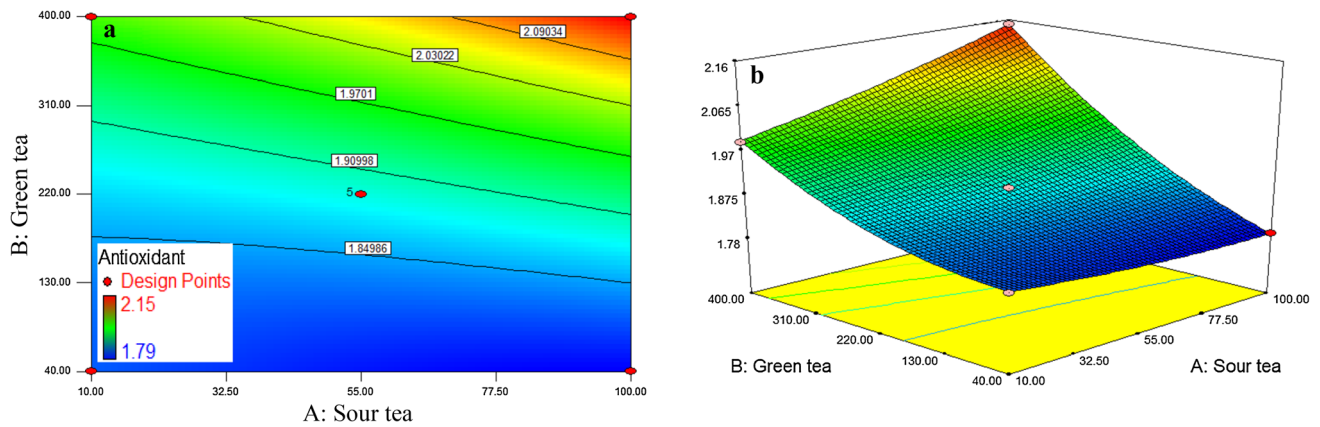 400.00
a
2.09034
2.03022
1.9701
310.00
1.90998
220.00
5
1.84986
130.00
Antioxidant
Design Points
2.15
1.79
40.00
10.00 32.50 55.00 77.50 100.00
A: Sour tea
B: Green tea
b
2.16
2.065
1.97
1.875
1.78
400.00 100.00
310.00 77.50
220.00 55.00
130.00 32.50
40.00 10.00
B: Green tea A: Sour tea